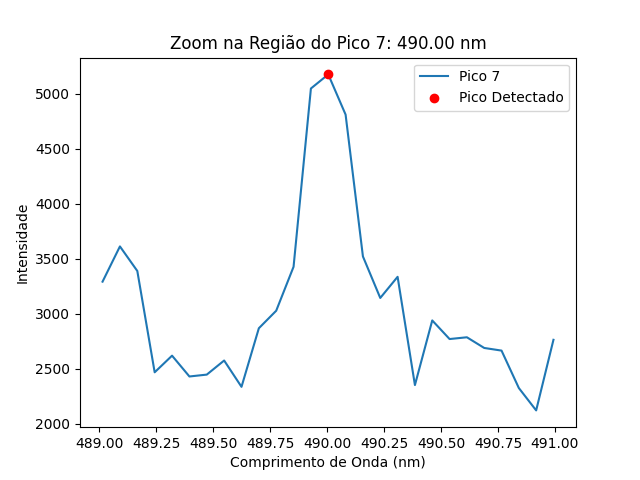 Zoom na Região do Pico 7: 490.00 nm
Pico 7
Pico Detectado
Intensidade
5000
4500
4000
3500
3000
2500
2000
489.00 489.25 489.50 489.75 490.00 490.25 490.50 490.75 491.00
Comprimento de Onda (nm)